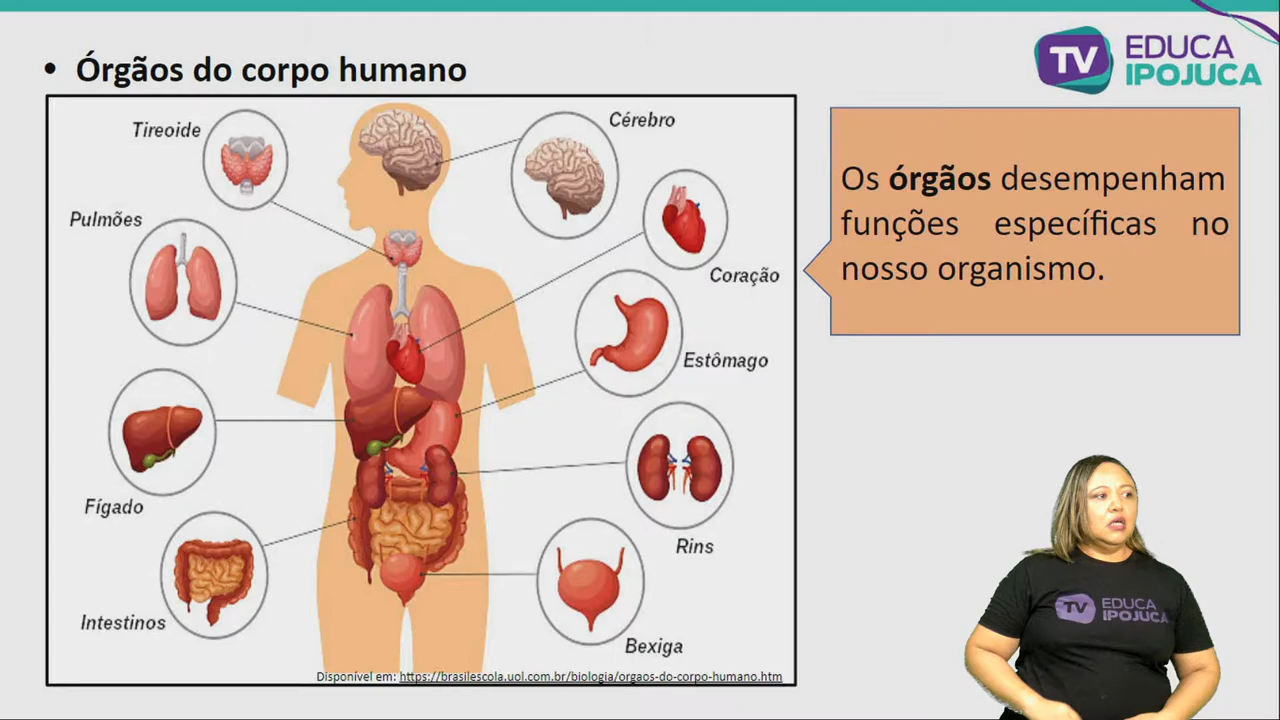 • Órgãos do corpo humano
TV EDUCA
IPOJUCA
Tireoide
Cérebro
Pulmões
Coração
Estômago
Fígado
Rins
Intestinos
Bexiga
Disponível em: https://brasilescola.uol.com.br/biologia/orgaos-do-corpo-humano.htm
Os órgãos desempenham
funções específicas no
nosso organismo.
TV EDUCA
IPOJUCA